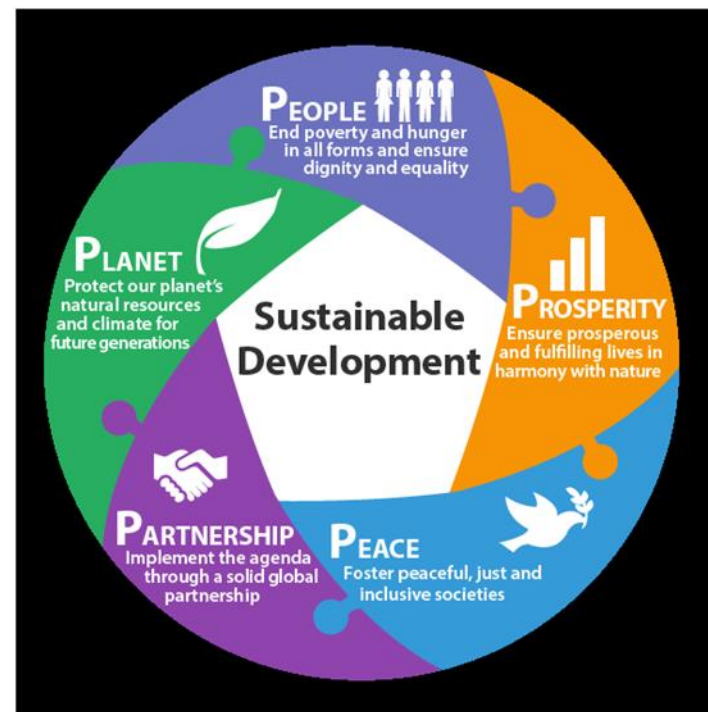 PEOPLE
End poverty and hunger
in all forms and ensure
dignity and equality
PROSPERITY
Ensure prosperous
and fulfilling lives in
harmony with nature
PEACE
Foster peaceful, just and
inclusive societies
PARTNERSHIP
Implement the agenda
through a solid global
partnership
PLANET
Protect our planet's
natural resources
and climate for
future generations
Sustainable
Development